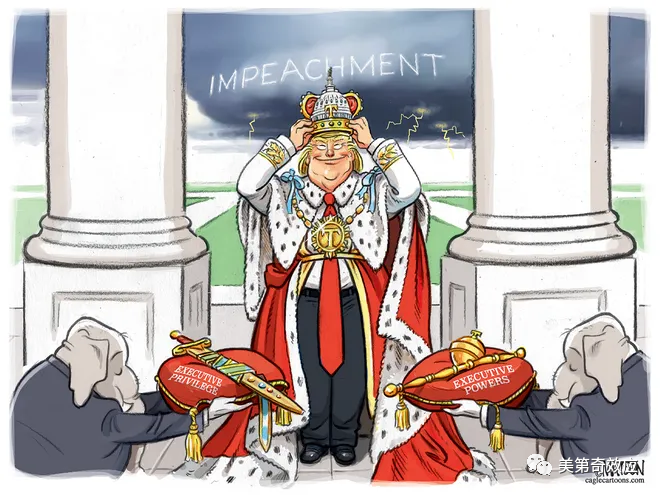 IMPEACHMENT
T
T
EXECUTIVE
PRIVILEGE
EXECUTIVE
POWERS
美第奇效应
caglecartoons.com